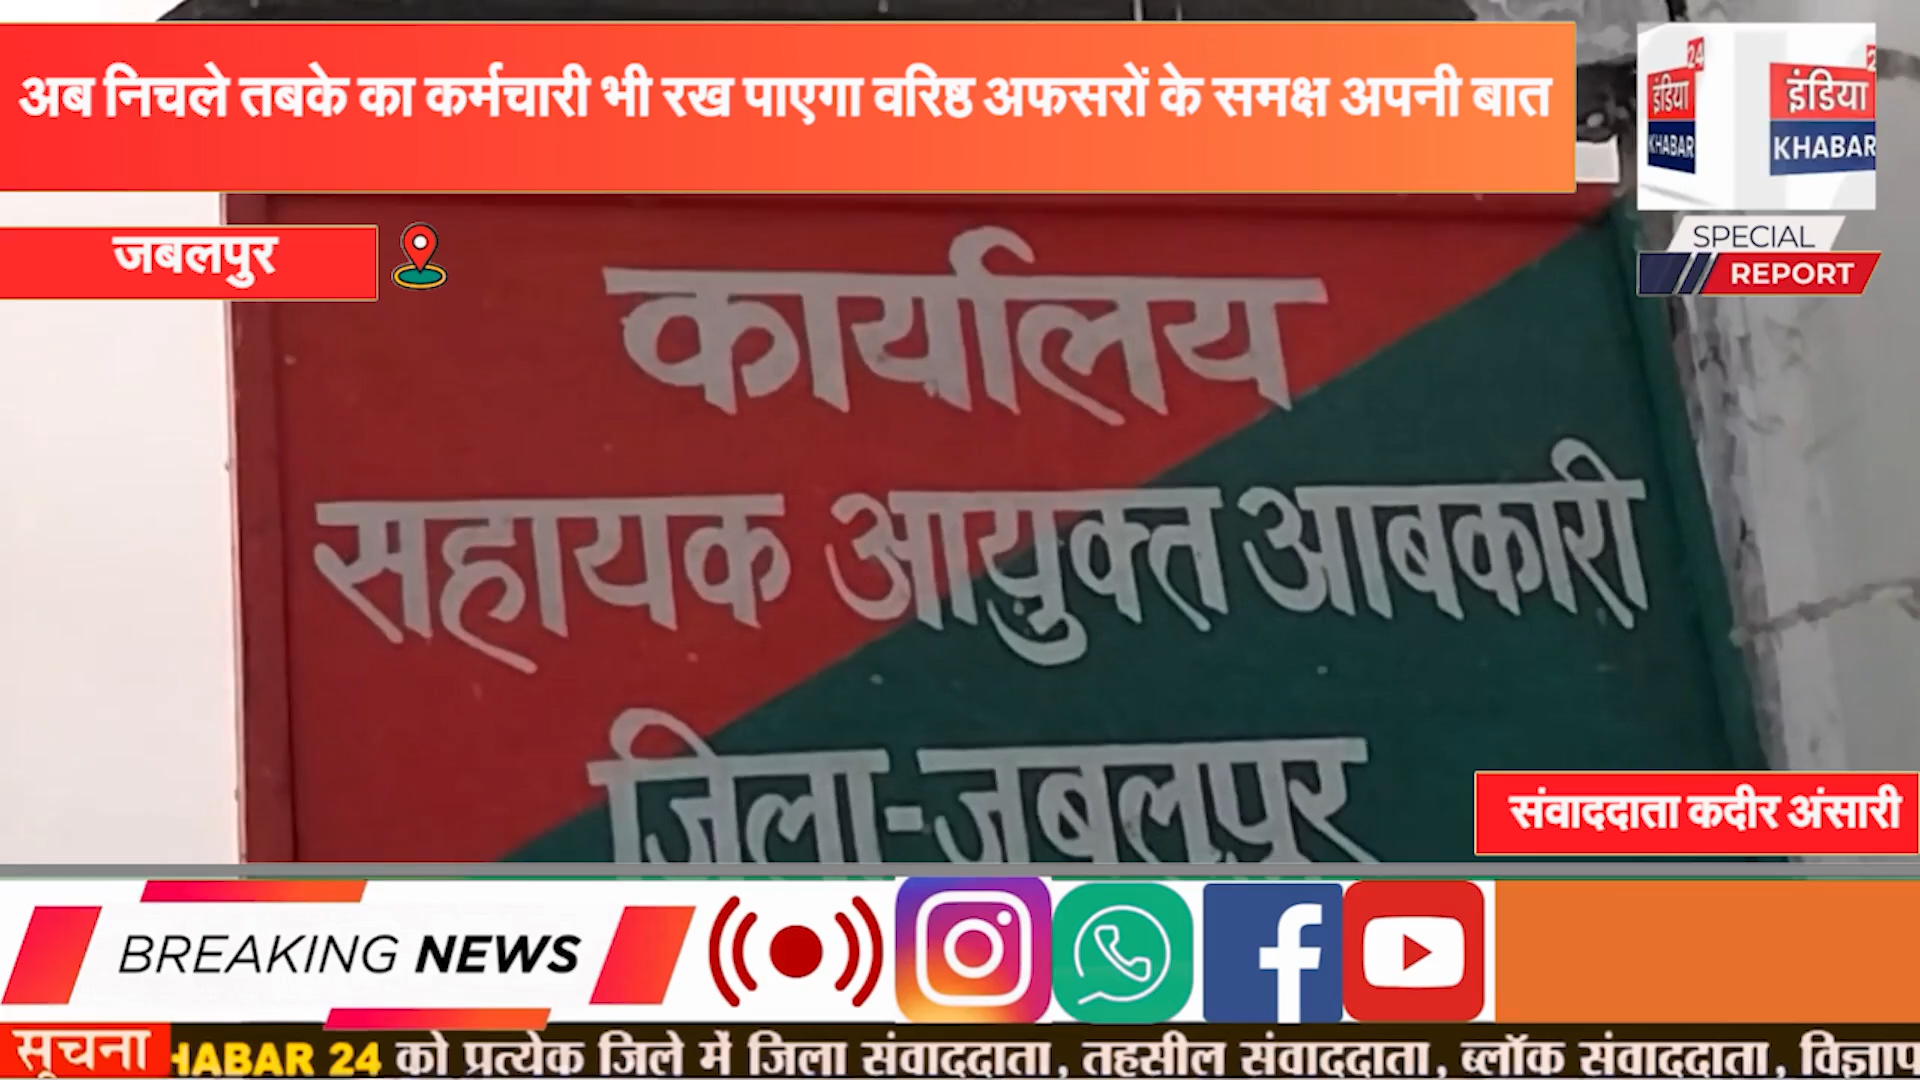 अब निचले तबके का कर्मचारी भी रख पाएगा वरिष्ठ अफसरों के समक्ष अपनी बात
24
इंडिया
KHABAR
इंडिया
KHABAR
SPECIAL
REPORT
जबलपुर
कार्यालय
सहायक आयुक्त आबकारी
जिला-जबलपुर
संवाददाता कदीर अंसारी
BREAKING NEWS
सूचना HABAR 24 को प्रत्येक जिले में जिला संवाददाता, तहसील संवाददाता, ब्लॉक संवाददाता, विज्ञाप